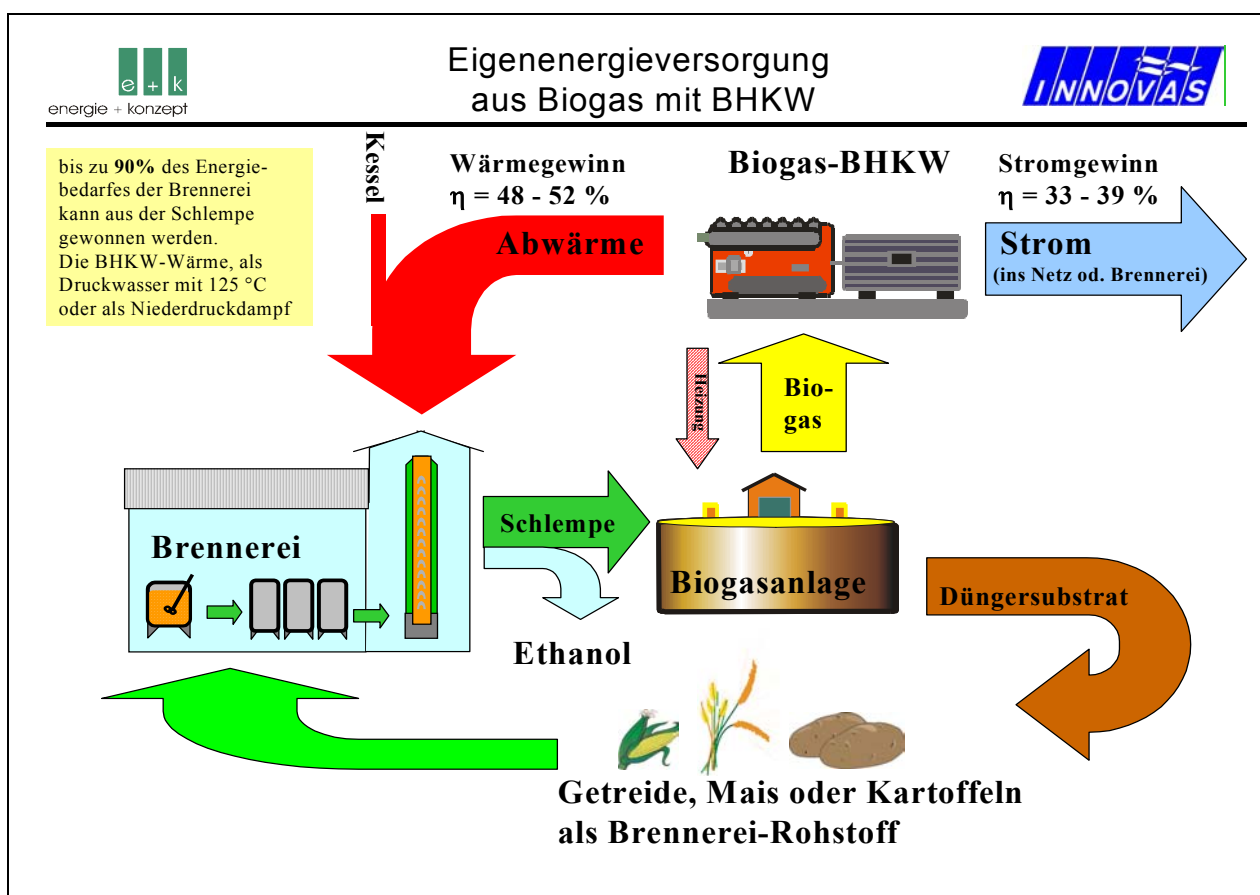 e + k
energie + konzept
Eigenenergieversorgung
aus Biogas mit BHKW
INNOVAS
bis zu 90% des Energie-
bedarfes der Brennerei
kann aus der Schlempe
gewonnen werden.
Die BHKW-Wärme, als
Druckwasser mit 125 °C
oder als Niederdruckdampf
Kessel
Wärmegewinn
η = 48 - 52 %
Biogas-BHKW
Stromgewinn
η = 33 - 39 %
Abwärme
Strom
(ins Netz od. Brennerei)
Heizung
Bio-
gas
Brennerei
Schlempe
Biogasanlage
Düngersubstrat
Ethanol
Getreide, Mais oder Kartoffeln
als Brennerei-Rohstoff